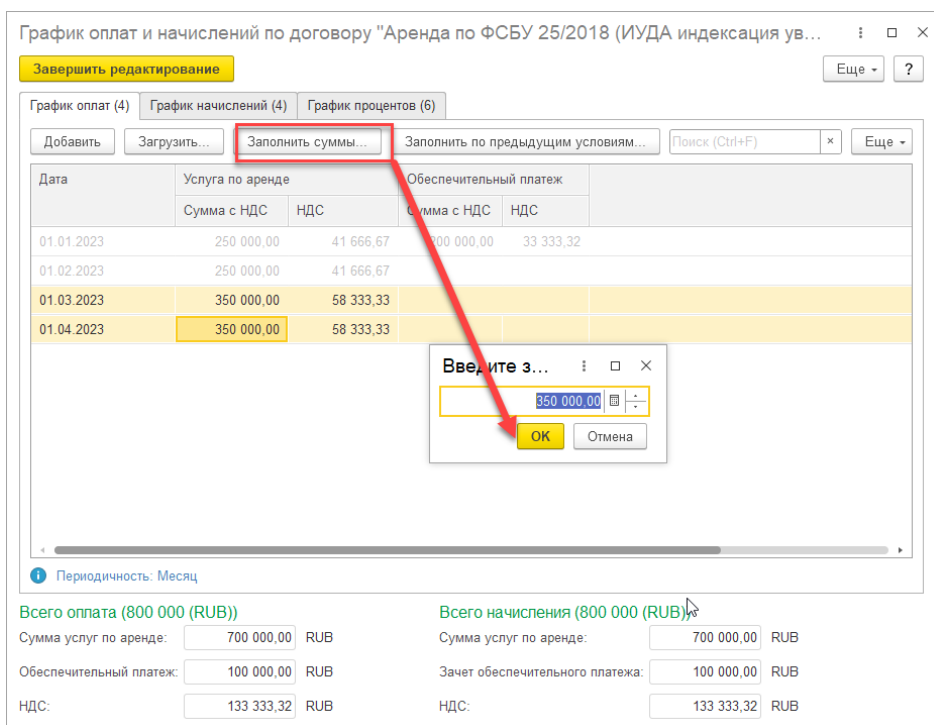 График оплат и начислений по договору "Аренда по ФСБУ 25/2018 (ИУДА индексация ув...
Завершить редактирование Еще ?
График оплат (4) График начислений (4) График процентов (6)
Добавить Загрузить... Заполнить суммы... Заполнить по предыдущим условиям... Поиск (Ctrl+F) × Еще
Дата Услуга по аренде Обеспечительный платеж
Сумма с НДС НДС Сумма с НДС НДС
01.01.2023 250 000,00 41 666,67 200 000,00 33 333,32
01.02.2023 250 000,00 41 666,67
01.03.2023 350 000,00 58 333,33
01.04.2023 350 000,00 58 333,33
Введите з...
350 000,00
OK Отмена
Периодичность: Месяц
Всего оплата (800 000 (RUB)) Всего начисления (800 000 (RUB))
Сумма услуг по аренде: 700 000,00 RUB Сумма услуг по аренде: 700 000,00 RUB
Обеспечительный платеж: 100 000,00 RUB Зачет обеспечительного платежа: 100 000,00 RUB
НДС: 133 333,32 RUB НДС: 133 333,32 RUB